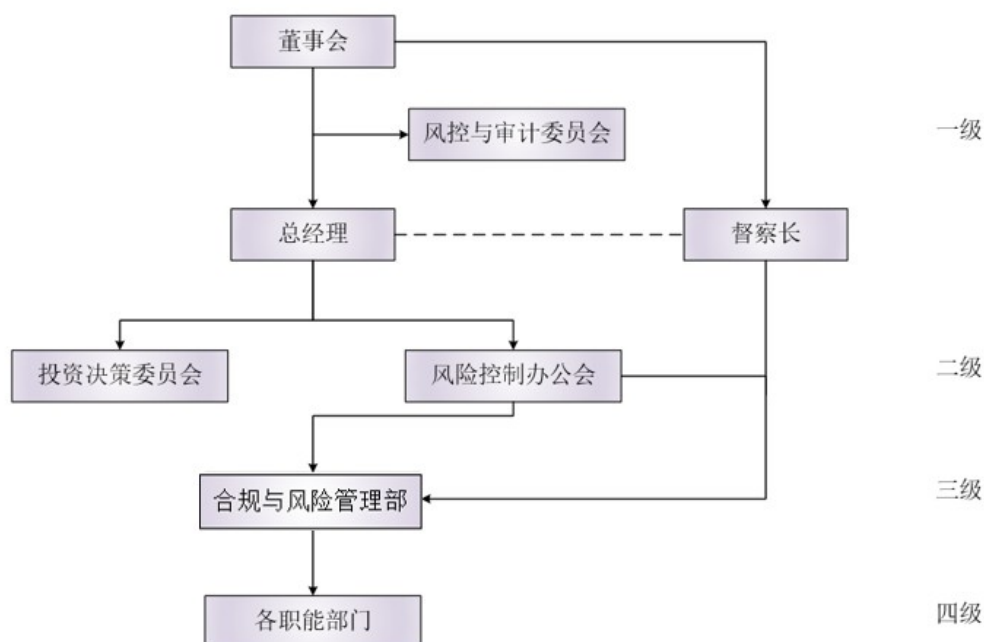 董事会
风控与审计委员会
一级
总经理
督察长
投资决策委员会
风险控制办公会
二级
合规与风险管理部
三级
各职能部门
四级